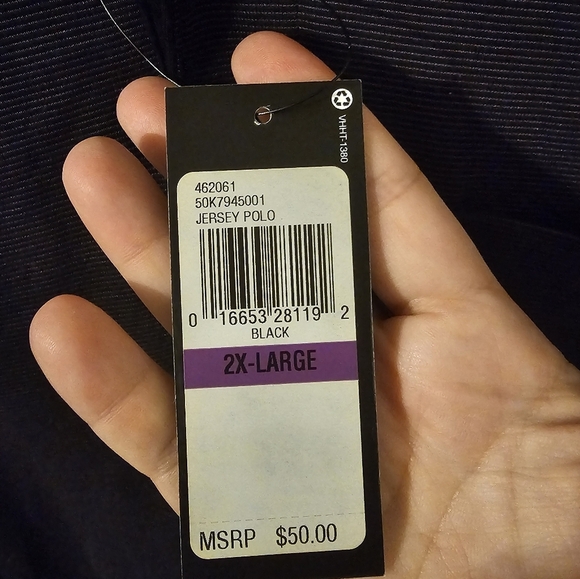 VHHT-1380
462061
50K7945001
JERSEY POLO
0 16653 28119 2
BLACK
2X-LARGE
MSRP $50.00